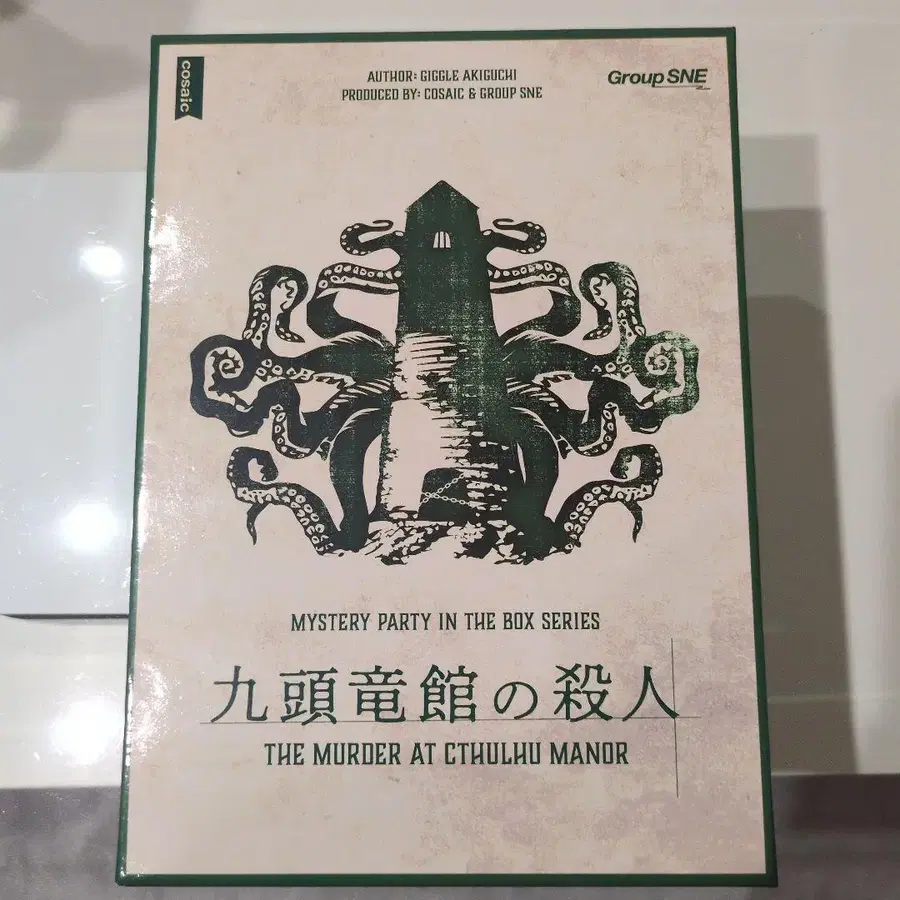 cosaic
AUTHOR: GIGGLE AKIGUCHI
PRODUCED BY: COSAIC & GROUP SNE
Group SNE
MYSTERY PARTY IN THE BOX SERIES
九頭竜館の殺人
THE MURDER AT CTHULHU MANOR